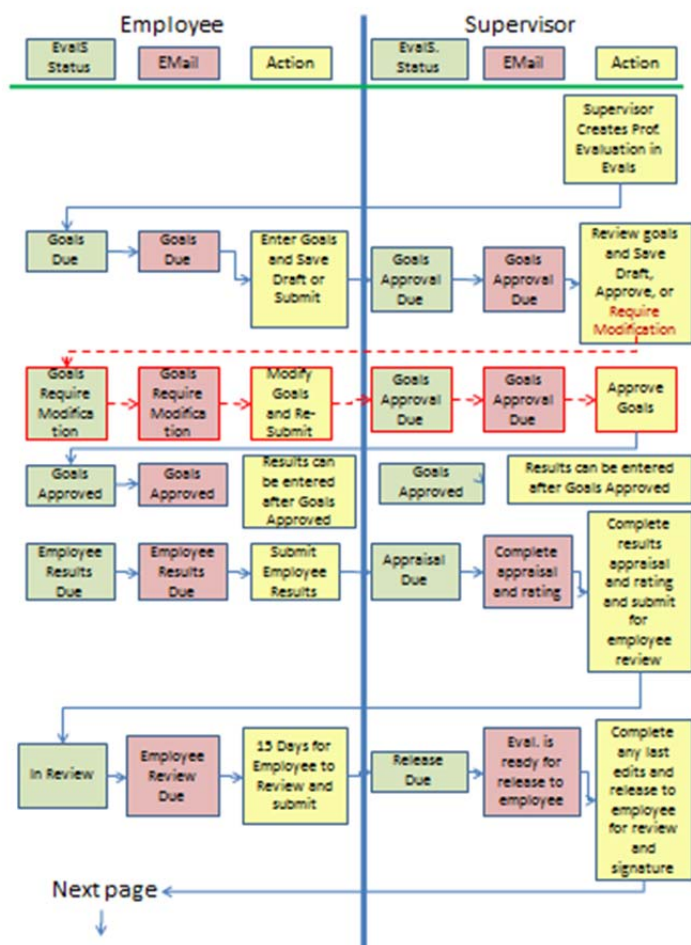 Employee
Supervisor
EvalS
Status
EMail
Action
EvalS.
Status
EMail
Action
Supervisor
Creates Prof.
Evaluation in
Evals
Goals
Due
Goals
Due
Enter Goals
and Save
Draft or
Submit
Goals
Approval
Due
Goals
Approval
Due
Review goals
and Save
Draft,
Approve, or
Require
Modification
Goals
Require
Modifica
tion
Goals
Require
Modifica
tion
Modify
Goals
and Re-
Submit
Goals
Approval
Due
Goals
Approval
Due
Approve
Goals
Goals
Approved
Goals
Approved
Results can
be entered
after Goals
Approved
Goals
Approved
Results can be entered
after Goals Approved
Employee
Results
Due
Employee
Results
Due
Submit
Employee
Results
Appraisal
Due
Complete
appraisal
and rating
Complete
results
appraisal
and rating
and submit
for
employee
review
In Review
Employee
Review
Due
15 Days for
Employee to
Review and
submit
Release
Due
Eval. is
ready for
release to
employee
Complete
any last
edits and
release to
employee
for review
and
signature
Next page